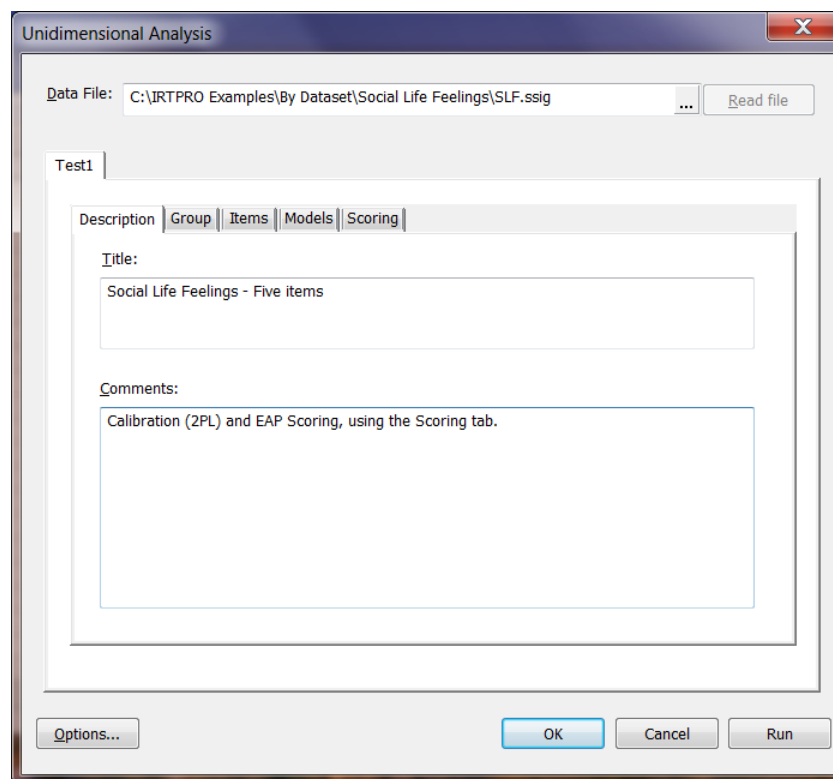 Unidimensional Analysis
X
Data File: C:\IRTPRO Examples\By Dataset\Social Life Feelings\SLF.ssig ... Read file
Test1
Description Group Items Models Scoring
Title:
Social Life Feelings - Five items
Comments:
Calibration (2PL) and EAP Scoring, using the Scoring tab.
Options... OK Cancel Run